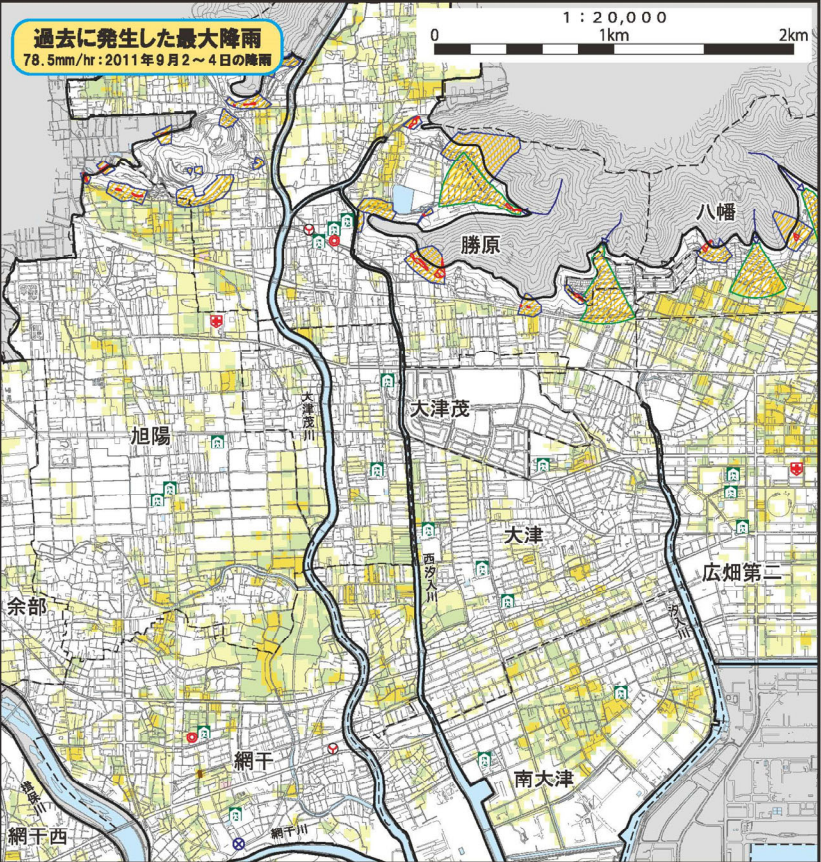 過去に発生した最大降雨
78.5mm/hr:2011年9月2～4日の降雨
1:20,000
0 1km 2km
八幡
勝原
大津茂川
大津茂
旭陽
大津
西汐入川
広畑第二
余部
汐入川
網干
南大津
揖保川
網干川
網干西